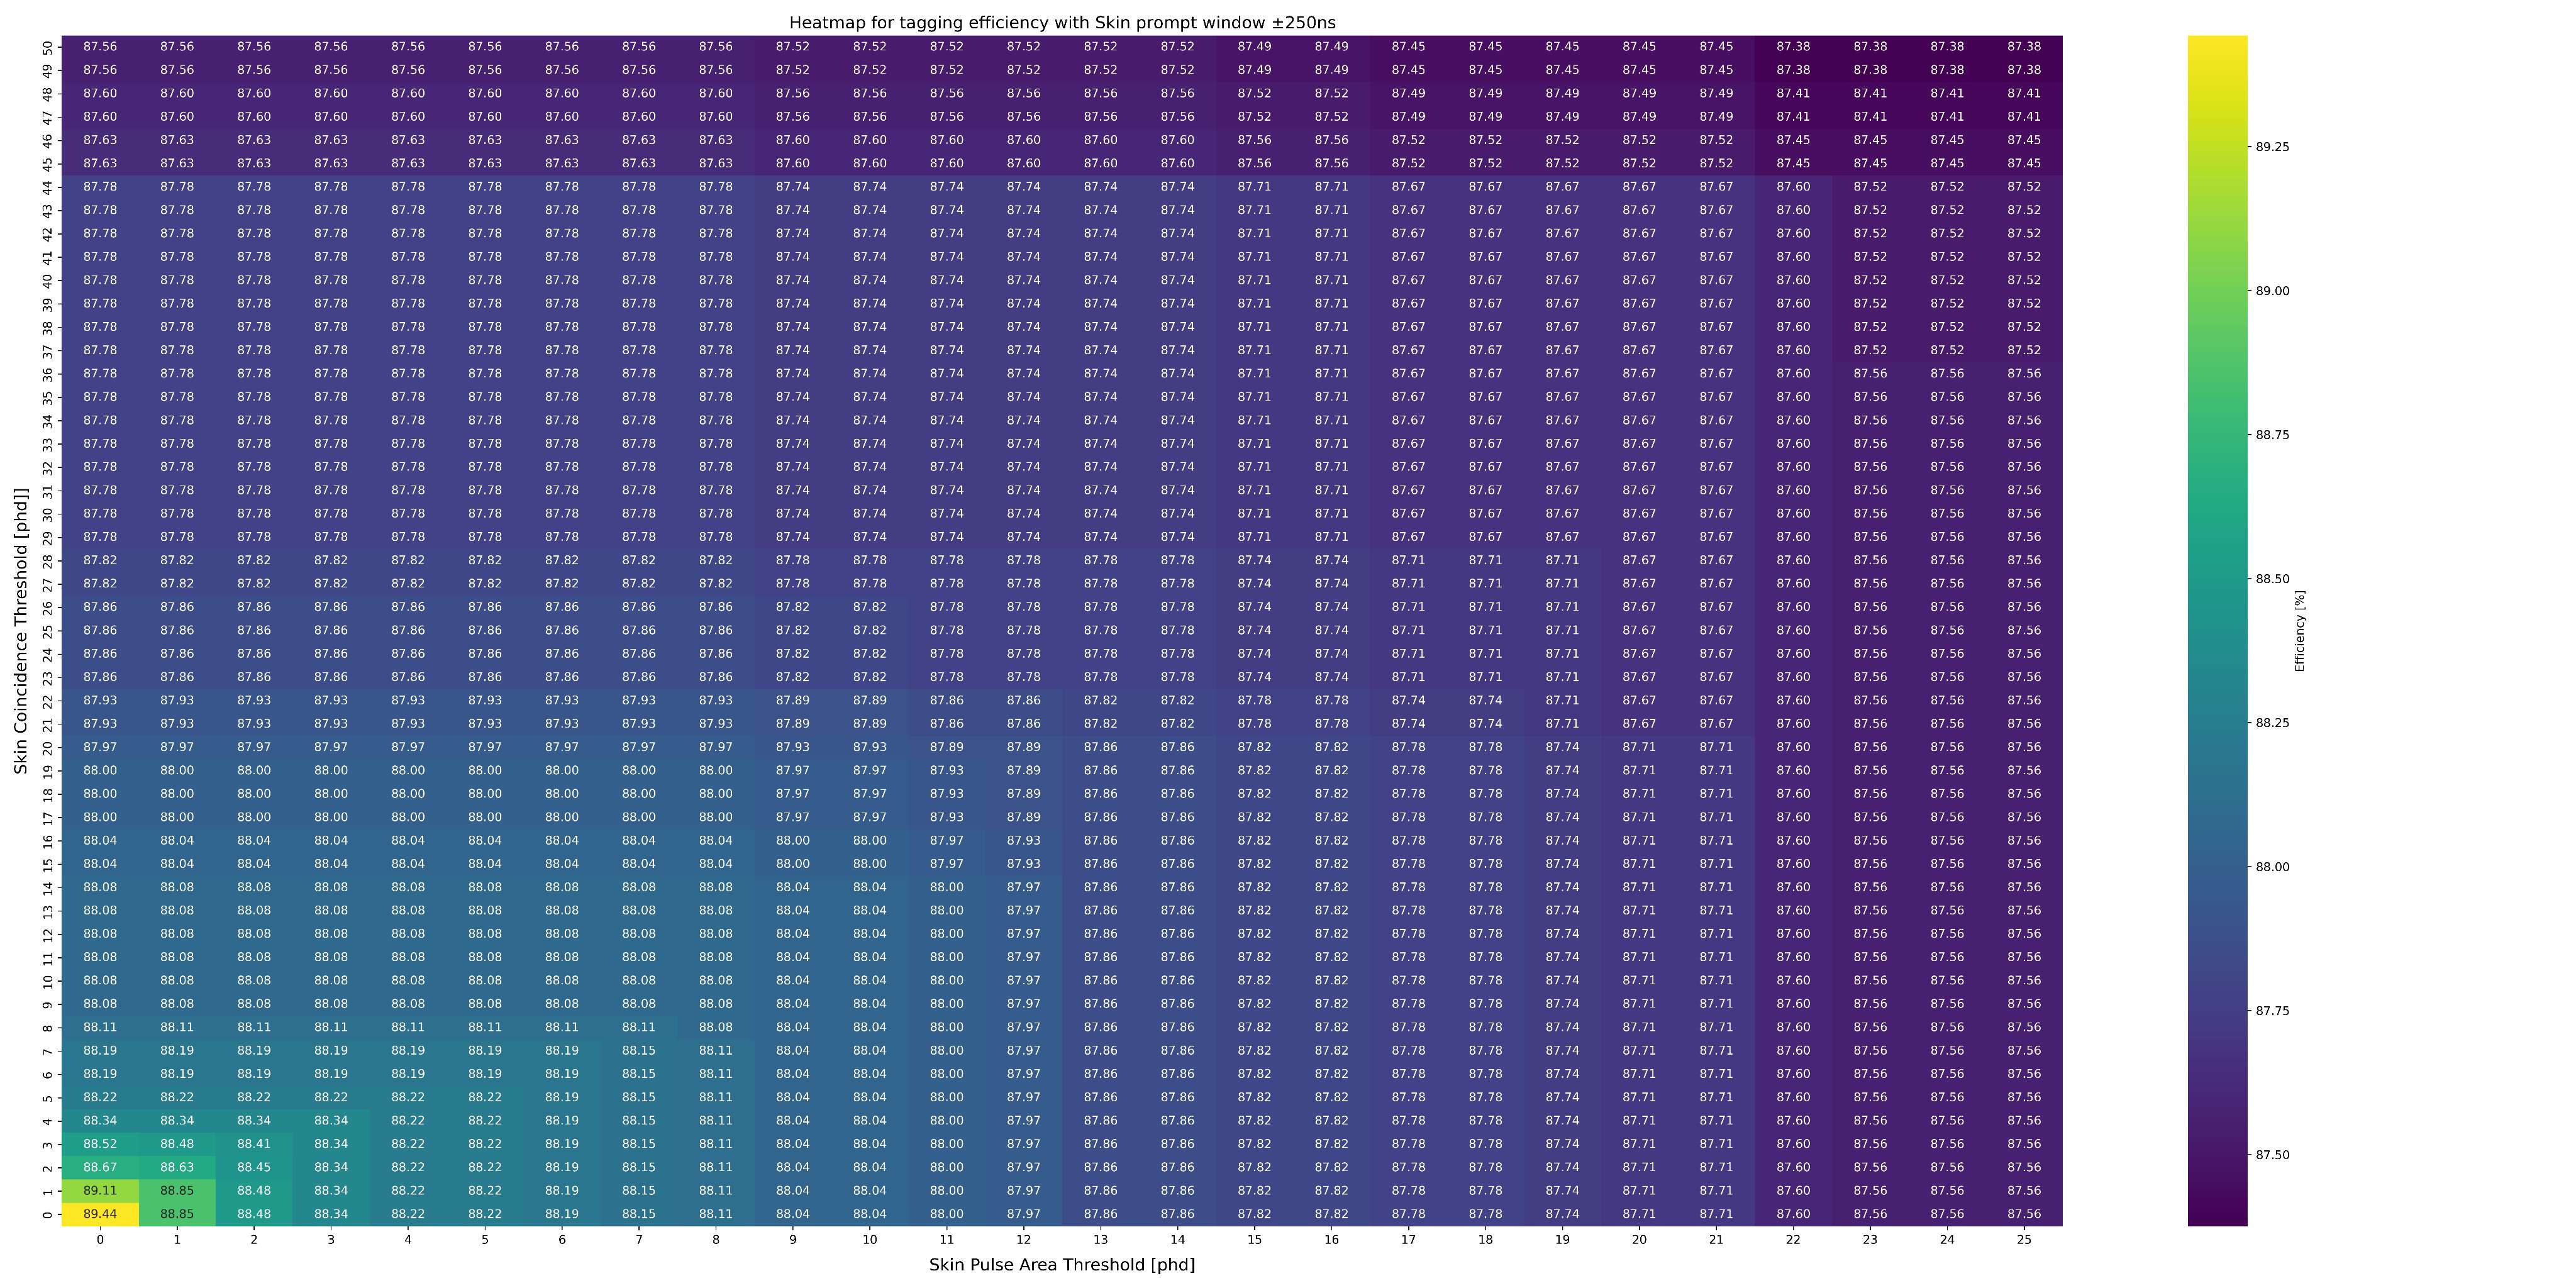 Heatmap for tagging efficiency with Skin prompt window ±250ns
50 87.56 87.56 87.56 87.56 87.56 87.56 87.56 87.56 87.56 87.52 87.52 87.52 87.52 87.52 87.52 87.49 87.49 87.45 87.45 87.45 87.45 87.45 87.38 87.38 87.38 87.38
49 87.56 87.56 87.56 87.56 87.56 87.56 87.56 87.56 87.56 87.52 87.52 87.52 87.52 87.52 87.52 87.49 87.49 87.45 87.45 87.45 87.45 87.45 87.38 87.38 87.38 87.38
48 87.60 87.60 87.60 87.60 87.60 87.60 87.60 87.60 87.60 87.56 87.56 87.56 87.56 87.56 87.56 87.52 87.52 87.49 87.49 87.49 87.49 87.49 87.41 87.41 87.41 87.41
47 87.60 87.60 87.60 87.60 87.60 87.60 87.60 87.60 87.60 87.56 87.56 87.56 87.56 87.56 87.56 87.52 87.52 87.49 87.49 87.49 87.49 87.49 87.41 87.41 87.41 87.41
46 87.63 87.63 87.63 87.63 87.63 87.63 87.63 87.63 87.63 87.60 87.60 87.60 87.60 87.60 87.60 87.56 87.56 87.52 87.52 87.52 87.52 87.52 87.45 87.45 87.45 87.45
45 87.63 87.63 87.63 87.63 87.63 87.63 87.63 87.63 87.63 87.60 87.60 87.60 87.60 87.60 87.60 87.56 87.56 87.52 87.52 87.52 87.52 87.52 87.45 87.45 87.45 87.45
44 87.78 87.78 87.78 87.78 87.78 87.78 87.78 87.78 87.78 87.74 87.74 87.74 87.74 87.74 87.74 87.71 87.71 87.67 87.67 87.67 87.67 87.67 87.60 87.52 87.52 87.52
43 87.78 87.78 87.78 87.78 87.78 87.78 87.78 87.78 87.78 87.74 87.74 87.74 87.74 87.74 87.74 87.71 87.71 87.67 87.67 87.67 87.67 87.67 87.60 87.52 87.52 87.52
42 87.78 87.78 87.78 87.78 87.78 87.78 87.78 87.78 87.78 87.74 87.74 87.74 87.74 87.74 87.74 87.71 87.71 87.67 87.67 87.67 87.67 87.67 87.60 87.52 87.52 87.52
41 87.78 87.78 87.78 87.78 87.78 87.78 87.78 87.78 87.78 87.74 87.74 87.74 87.74 87.74 87.74 87.71 87.71 87.67 87.67 87.67 87.67 87.67 87.60 87.52 87.52 87.52
40 87.78 87.78 87.78 87.78 87.78 87.78 87.78 87.78 87.78 87.74 87.74 87.74 87.74 87.74 87.74 87.71 87.71 87.67 87.67 87.67 87.67 87.67 87.60 87.52 87.52 87.52
39 87.78 87.78 87.78 87.78 87.78 87.78 87.78 87.78 87.78 87.74 87.74 87.74 87.74 87.74 87.74 87.71 87.71 87.67 87.67 87.67 87.67 87.67 87.60 87.52 87.52 87.52
38 87.78 87.78 87.78 87.78 87.78 87.78 87.78 87.78 87.78 87.74 87.74 87.74 87.74 87.74 87.74 87.71 87.71 87.67 87.67 87.67 87.67 87.67 87.60 87.52 87.52 87.52
37 87.78 87.78 87.78 87.78 87.78 87.78 87.78 87.78 87.78 87.74 87.74 87.74 87.74 87.74 87.74 87.71 87.71 87.67 87.67 87.67 87.67 87.67 87.60 87.52 87.52 87.52
36 87.78 87.78 87.78 87.78 87.78 87.78 87.78 87.78 87.78 87.74 87.74 87.74 87.74 87.74 87.74 87.71 87.71 87.67 87.67 87.67 87.67 87.67 87.60 87.56 87.56 87.56
35 87.78 87.78 87.78 87.78 87.78 87.78 87.78 87.78 87.78 87.74 87.74 87.74 87.74 87.74 87.74 87.71 87.71 87.67 87.67 87.67 87.67 87.67 87.60 87.56 87.56 87.56
34 87.78 87.78 87.78 87.78 87.78 87.78 87.78 87.78 87.78 87.74 87.74 87.74 87.74 87.74 87.74 87.71 87.71 87.67 87.67 87.67 87.67 87.67 87.60 87.56 87.56 87.56
33 87.78 87.78 87.78 87.78 87.78 87.78 87.78 87.78 87.78 87.74 87.74 87.74 87.74 87.74 87.74 87.71 87.71 87.67 87.67 87.67 87.67 87.67 87.60 87.56 87.56 87.56
32 87.78 87.78 87.78 87.78 87.78 87.78 87.78 87.78 87.78 87.74 87.74 87.74 87.74 87.74 87.74 87.71 87.71 87.67 87.67 87.67 87.67 87.67 87.60 87.56 87.56 87.56
31 87.78 87.78 87.78 87.78 87.78 87.78 87.78 87.78 87.78 87.74 87.74 87.74 87.74 87.74 87.74 87.71 87.71 87.67 87.67 87.67 87.67 87.67 87.60 87.56 87.56 87.56
30 87.78 87.78 87.78 87.78 87.78 87.78 87.78 87.78 87.78 87.74 87.74 87.74 87.74 87.74 87.74 87.71 87.71 87.67 87.67 87.67 87.67 87.67 87.60 87.56 87.56 87.56
29 87.78 87.78 87.78 87.78 87.78 87.78 87.78 87.78 87.78 87.74 87.74 87.74 87.74 87.74 87.74 87.71 87.71 87.67 87.67 87.67 87.67 87.67 87.60 87.56 87.56 87.56
28 87.82 87.82 87.82 87.82 87.82 87.82 87.82 87.82 87.82 87.78 87.78 87.78 87.78 87.78 87.78 87.74 87.74 87.71 87.71 87.71 87.67 87.67 87.60 87.56 87.56 87.56
27 87.82 87.82 87.82 87.82 87.82 87.82 87.82 87.82 87.82 87.78 87.78 87.78 87.78 87.78 87.78 87.74 87.74 87.71 87.71 87.71 87.67 87.67 87.60 87.56 87.56 87.56
26 87.86 87.86 87.86 87.86 87.86 87.86 87.86 87.86 87.86 87.82 87.82 87.78 87.78 87.78 87.78 87.74 87.74 87.71 87.71 87.71 87.67 87.67 87.60 87.56 87.56 87.56
25 87.86 87.86 87.86 87.86 87.86 87.86 87.86 87.86 87.86 87.82 87.82 87.78 87.78 87.78 87.78 87.74 87.74 87.71 87.71 87.71 87.67 87.67 87.60 87.56 87.56 87.56
24 87.86 87.86 87.86 87.86 87.86 87.86 87.86 87.86 87.86 87.82 87.82 87.78 87.78 87.78 87.78 87.74 87.74 87.71 87.71 87.71 87.67 87.67 87.60 87.56 87.56 87.56
23 87.86 87.86 87.86 87.86 87.86 87.86 87.86 87.86 87.86 87.82 87.82 87.78 87.78 87.78 87.78 87.74 87.74 87.71 87.71 87.71 87.67 87.67 87.60 87.56 87.56 87.56
22 87.93 87.93 87.93 87.93 87.93 87.93 87.93 87.93 87.93 87.89 87.89 87.86 87.86 87.82 87.82 87.78 87.78 87.74 87.74 87.71 87.67 87.67 87.60 87.56 87.56 87.56
21 87.93 87.93 87.93 87.93 87.93 87.93 87.93 87.93 87.93 87.89 87.89 87.86 87.86 87.82 87.82 87.78 87.78 87.74 87.74 87.71 87.67 87.67 87.60 87.56 87.56 87.56
20 87.97 87.97 87.97 87.97 87.97 87.97 87.97 87.97 87.97 87.93 87.93 87.89 87.89 87.86 87.86 87.82 87.82 87.78 87.78 87.74 87.71 87.71 87.60 87.56 87.56 87.56
19 88.00 88.00 88.00 88.00 88.00 88.00 88.00 88.00 88.00 87.97 87.97 87.93 87.89 87.86 87.86 87.82 87.82 87.78 87.78 87.74 87.71 87.71 87.60 87.56 87.56 87.56
18 88.00 88.00 88.00 88.00 88.00 88.00 88.00 88.00 88.00 87.97 87.97 87.93 87.89 87.86 87.86 87.82 87.82 87.78 87.78 87.74 87.71 87.71 87.60 87.56 87.56 87.56
17 88.00 88.00 88.00 88.00 88.00 88.00 88.00 88.00 88.00 87.97 87.97 87.93 87.89 87.86 87.86 87.82 87.82 87.78 87.78 87.74 87.71 87.71 87.60 87.56 87.56 87.56
16 88.04 88.04 88.04 88.04 88.04 88.04 88.04 88.04 88.04 88.00 88.00 87.97 87.93 87.86 87.86 87.82 87.82 87.78 87.78 87.74 87.71 87.71 87.60 87.56 87.56 87.56
15 88.04 88.04 88.04 88.04 88.04 88.04 88.04 88.04 88.04 88.00 88.00 87.97 87.93 87.86 87.86 87.82 87.82 87.78 87.78 87.74 87.71 87.71 87.60 87.56 87.56 87.56
14 88.08 88.08 88.08 88.08 88.08 88.08 88.08 88.08 88.08 88.04 88.04 88.00 87.97 87.86 87.86 87.82 87.82 87.78 87.78 87.74 87.71 87.71 87.60 87.56 87.56 87.56
13 88.08 88.08 88.08 88.08 88.08 88.08 88.08 88.08 88.08 88.04 88.04 88.00 87.97 87.86 87.86 87.82 87.82 87.78 87.78 87.74 87.71 87.71 87.60 87.56 87.56 87.56
12 88.08 88.08 88.08 88.08 88.08 88.08 88.08 88.08 88.08 88.04 88.04 88.00 87.97 87.86 87.86 87.82 87.82 87.78 87.78 87.74 87.71 87.71 87.60 87.56 87.56 87.56
11 88.08 88.08 88.08 88.08 88.08 88.08 88.08 88.08 88.08 88.04 88.04 88.00 87.97 87.86 87.86 87.82 87.82 87.78 87.78 87.74 87.71 87.71 87.60 87.56 87.56 87.56
10 88.08 88.08 88.08 88.08 88.08 88.08 88.08 88.08 88.08 88.04 88.04 88.00 87.97 87.86 87.86 87.82 87.82 87.78 87.78 87.74 87.71 87.71 87.60 87.56 87.56 87.56
9 88.08 88.08 88.08 88.08 88.08 88.08 88.08 88.08 88.08 88.04 88.04 88.00 87.97 87.86 87.86 87.82 87.82 87.78 87.78 87.74 87.71 87.71 87.60 87.56 87.56 87.56
8 88.11 88.11 88.11 88.11 88.11 88.11 88.11 88.11 88.08 88.04 88.04 88.00 87.97 87.86 87.86 87.82 87.82 87.78 87.78 87.74 87.71 87.71 87.60 87.56 87.56 87.56
7 88.19 88.19 88.19 88.19 88.19 88.19 88.19 88.15 88.11 88.04 88.04 88.00 87.97 87.86 87.86 87.82 87.82 87.78 87.78 87.74 87.71 87.71 87.60 87.56 87.56 87.56
6 88.19 88.19 88.19 88.19 88.19 88.19 88.19 88.15 88.11 88.04 88.04 88.00 87.97 87.86 87.86 87.82 87.82 87.78 87.78 87.74 87.71 87.71 87.60 87.56 87.56 87.56
5 88.22 88.22 88.22 88.22 88.22 88.22 88.19 88.15 88.11 88.04 88.04 88.00 87.97 87.86 87.86 87.82 87.82 87.78 87.78 87.74 87.71 87.71 87.60 87.56 87.56 87.56
4 88.34 88.34 88.34 88.34 88.22 88.22 88.19 88.15 88.11 88.04 88.04 88.00 87.97 87.86 87.86 87.82 87.82 87.78 87.78 87.74 87.71 87.71 87.60 87.56 87.56 87.56
3 88.52 88.48 88.41 88.34 88.22 88.22 88.19 88.15 88.11 88.04 88.04 88.00 87.97 87.86 87.86 87.82 87.82 87.78 87.78 87.74 87.71 87.71 87.60 87.56 87.56 87.56
2 88.67 88.63 88.45 88.34 88.22 88.22 88.19 88.15 88.11 88.04 88.04 88.00 87.97 87.86 87.86 87.82 87.82 87.78 87.78 87.74 87.71 87.71 87.60 87.56 87.56 87.56
1 89.11 88.85 88.48 88.34 88.22 88.22 88.19 88.15 88.11 88.04 88.04 88.00 87.97 87.86 87.86 87.82 87.82 87.78 87.78 87.74 87.71 87.71 87.60 87.56 87.56 87.56
0 89.44 88.85 88.48 88.34 88.22 88.22 88.19 88.15 88.11 88.04 88.04 88.00 87.97 87.86 87.86 87.82 87.82 87.78 87.78 87.74 87.71 87.71 87.60 87.56 87.56 87.56
0 1 2 3 4 5 6 7 8 9 10 11 12 13 14 15 16 17 18 19 20 21 22 23 24 25
Skin Pulse Area Threshold [phd]
Skin Coincidence Threshold [phd]]
89.25
89.00
88.75
88.50
88.25
88.00
87.75
87.50
Efficiency [%]